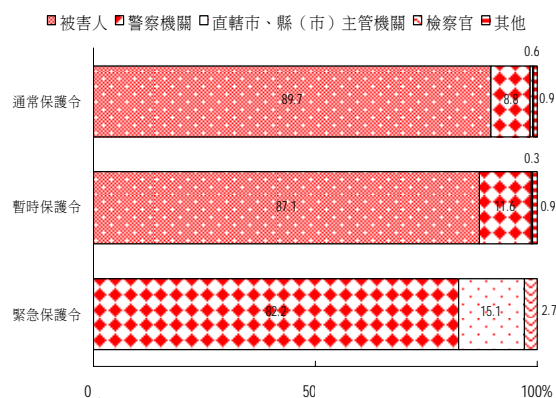 被害人 警察機關 直轄市、縣（市）主管機關 檢察官 其他
0.6
通常保護令 89.7 8.8 0.9
0.3
暫時保護令 87.1 11.6 0.9
緊急保護令 82.2 15.1 2.7
0 50 100%